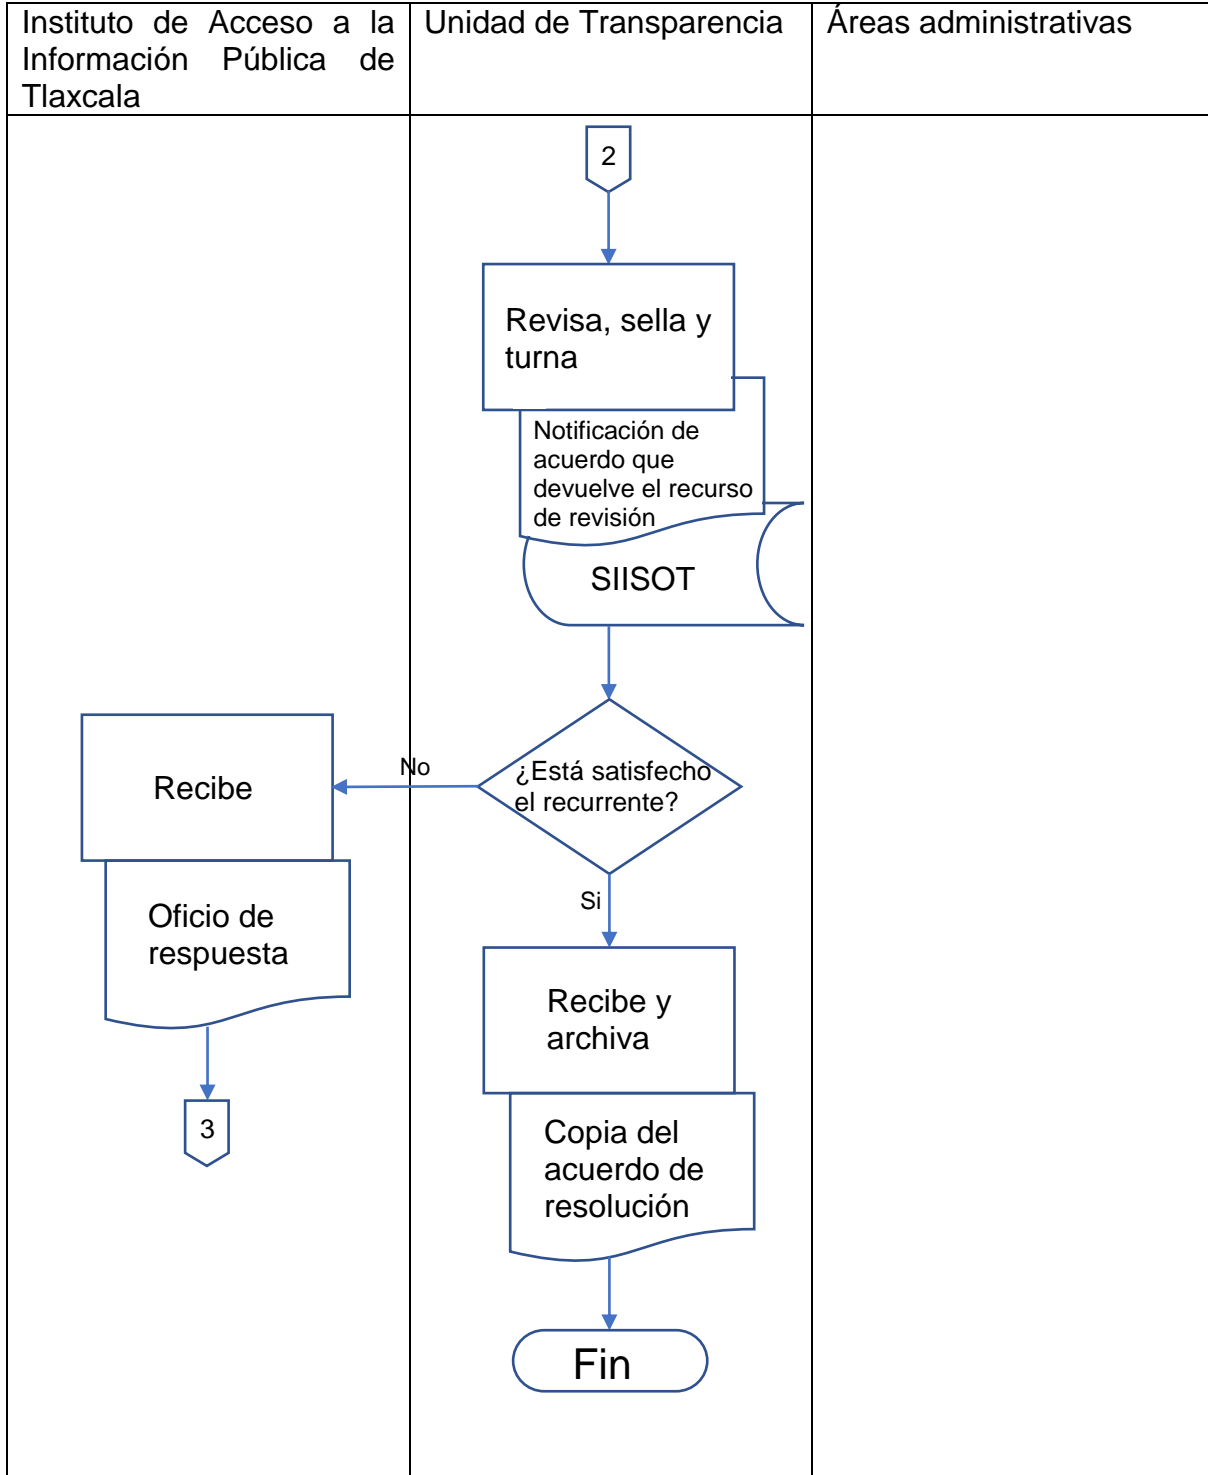 Instituto de Acceso a la
Información Pública de
Tlaxcala
Unidad de Transparencia
Áreas administrativas
2
Revisa, sella y
turna
Notificación de
acuerdo que
devuelve el recurso
de revisión
SIISOT
¿Está satisfecho
el recurrente?
No
Recibe
Oficio de
respuesta
3
Si
Recibe y
archiva
Copia del
acuerdo de
resolución
Fin